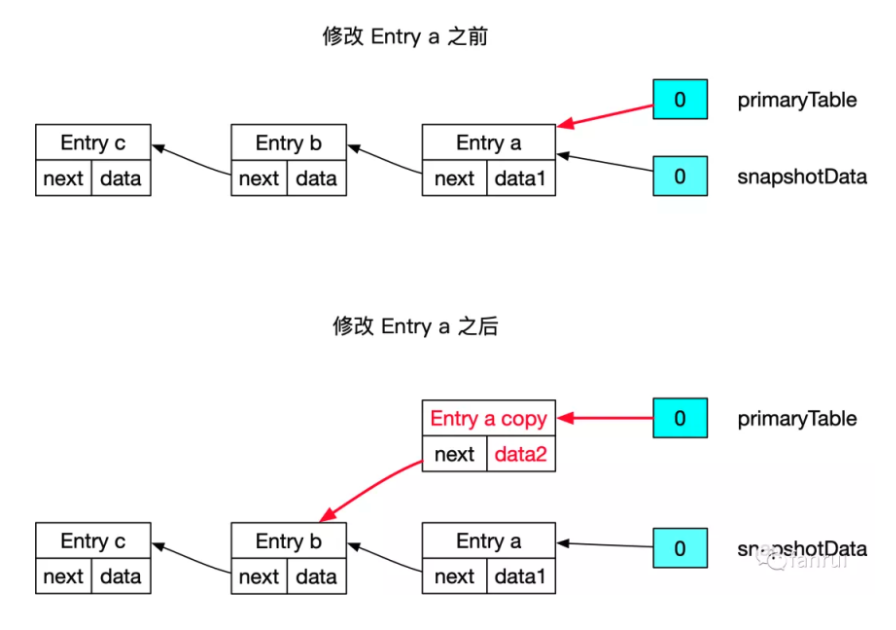 修改 Entry a 之前
0 primaryTable
Entry c Entry b Entry a
next data next data next data1
0 snapshotData
修改 Entry a 之后
Entry a copy 0 primaryTable
next data2
Entry c Entry b Entry a
0 snapshotData
next data next data next data1
fanrui